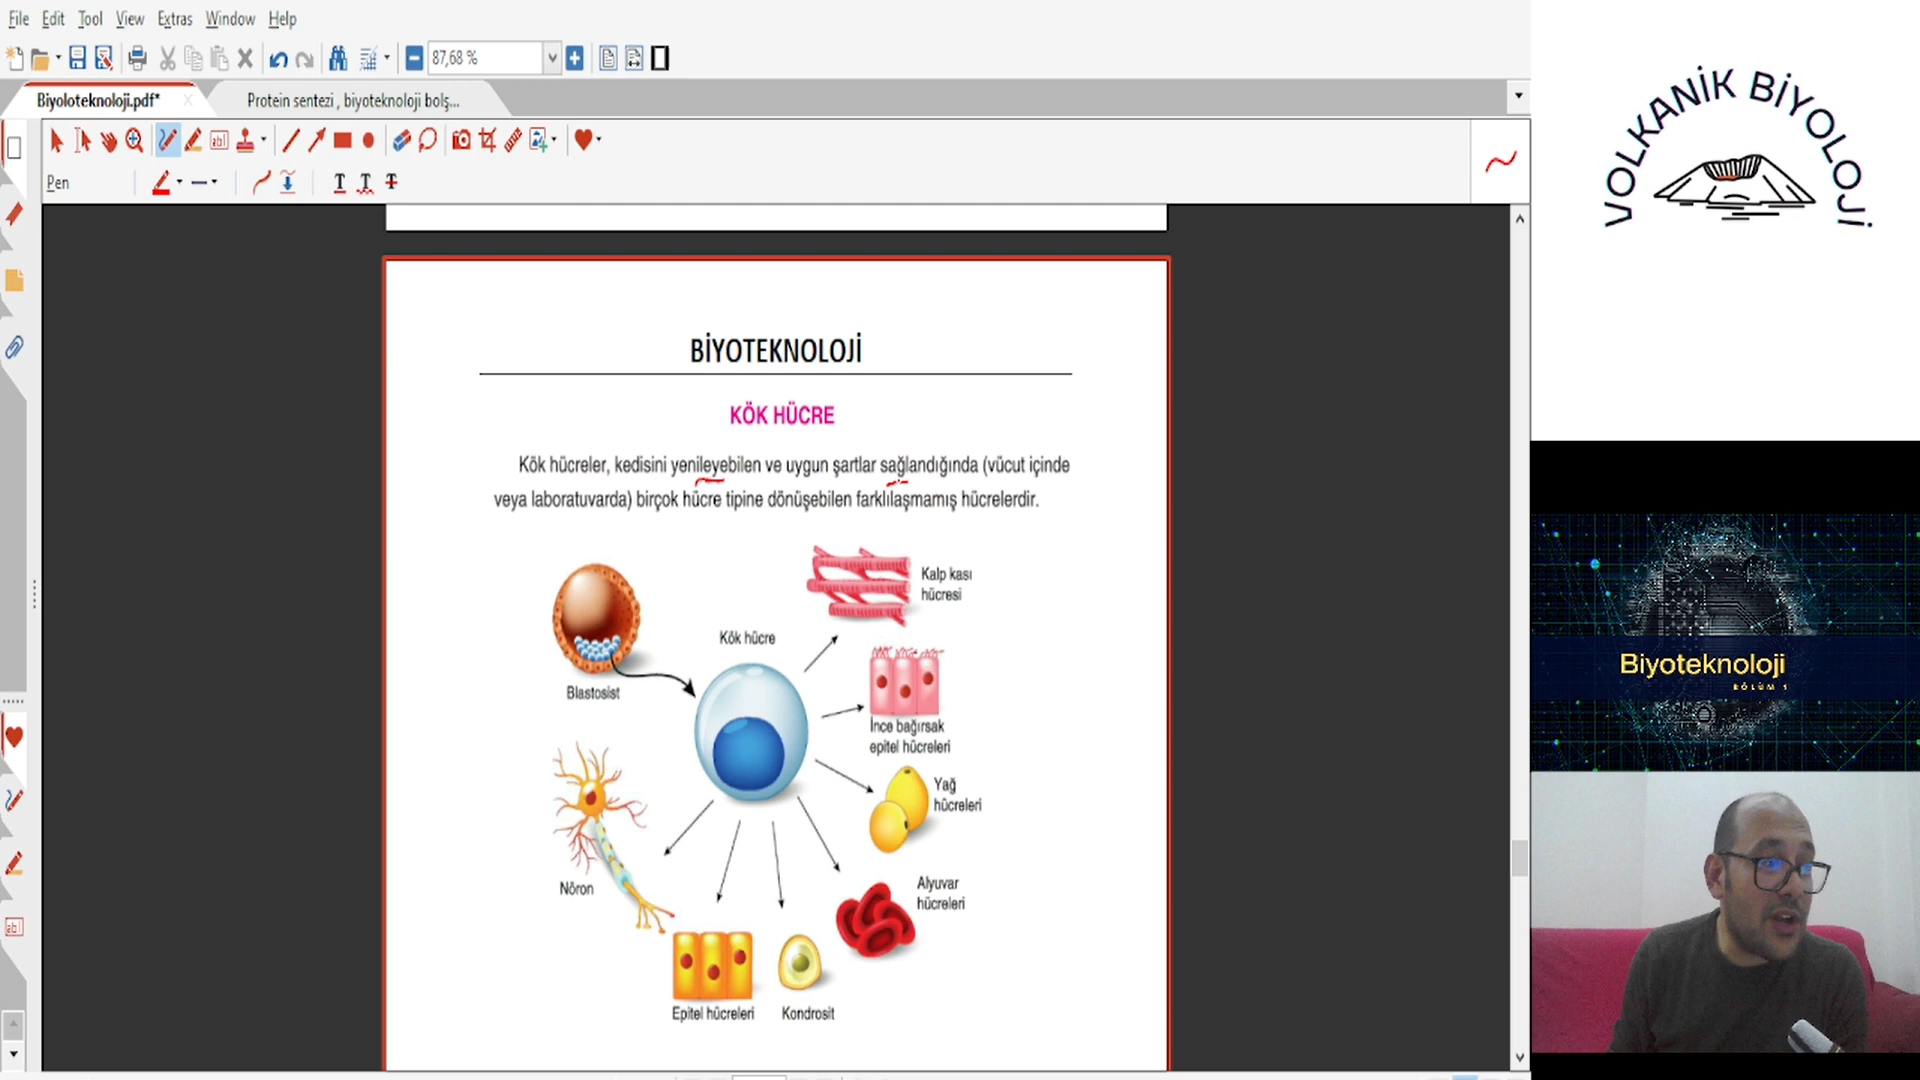 File Edit Tool View Extras Window Help
87,68 %
Biyoloteknoloji.pdf*
Protein sentezi , biyoteknoloji bolş...
Pen
BİYOTEKNOLOJİ
KÖK HÜCRE
Kök hücreler, kedisini yenileyebilen ve uygun şartlar sağlandığında (vücut içinde
veya laboratuvarda) birçok hücre tipine dönüşebilen farklılaşmamış hücrelerdir.
Kalp kası
hücresi
Kök hücre
Blastosist
İnce bağırsak
epitel hücreleri
Yağ
hücreleri
Nöron
Alyuvar
hücreleri
Epitel hücreleri
Kondrosit
VOLKANİK BİYOLOJİ
Biyoteknoloji
BÖLÜM 1